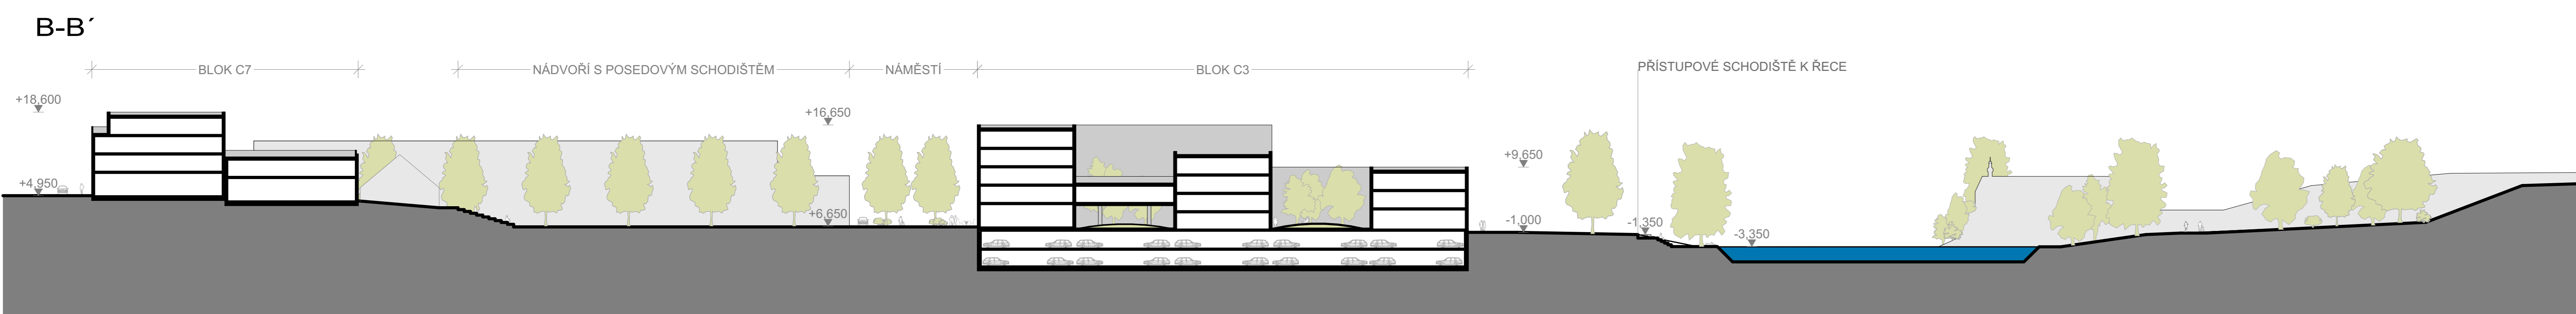 B-B´
BLOK C7
NÁDVOŘÍ S POSEDOVÝM SCHODIŠTĚM
NÁMĚSTÍ
BLOK C3
PŘÍSTUPOVÉ SCHODIŠTĚ K ŘECE
+18,600
+16,650
+9,650
+4,950
+6,650
-1,000
-1,350
-3,350